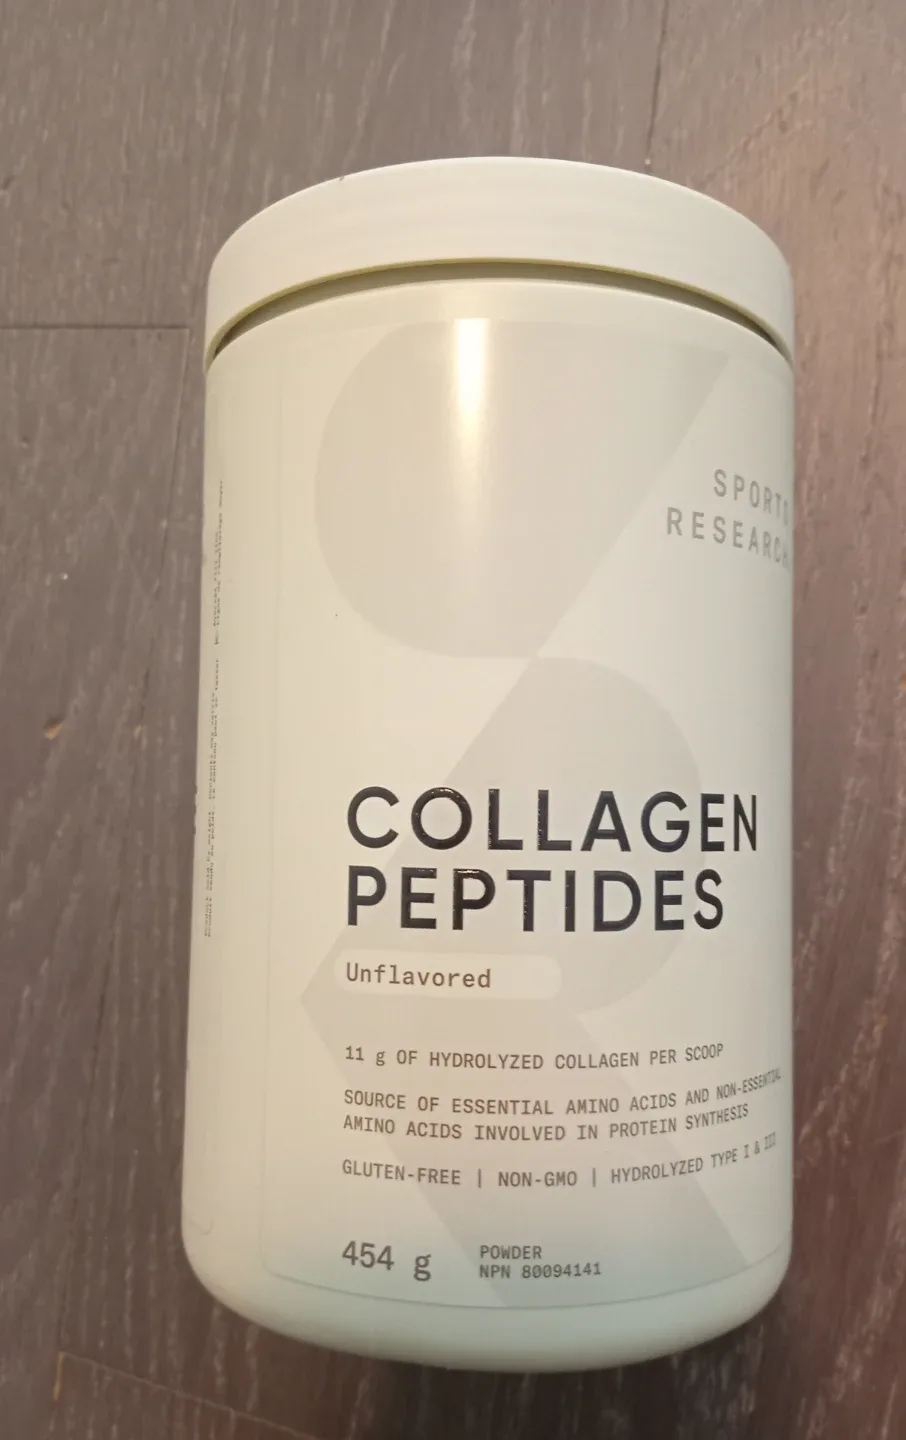 SPORTS
RESEARCH
COLLAGEN
PEPTIDES
Unflavored
11 g OF HYDROLYZED COLLAGEN PER SCOOP
SOURCE OF ESSENTIAL AMINO ACIDS AND NON-ESSENTIAL
AMINO ACIDS INVOLVED IN PROTEIN SYNTHESIS
GLUTEN-FREE | NON-GMO | HYDROLYZED TYPE I & III
454 g
POWDER
NPN 80094141